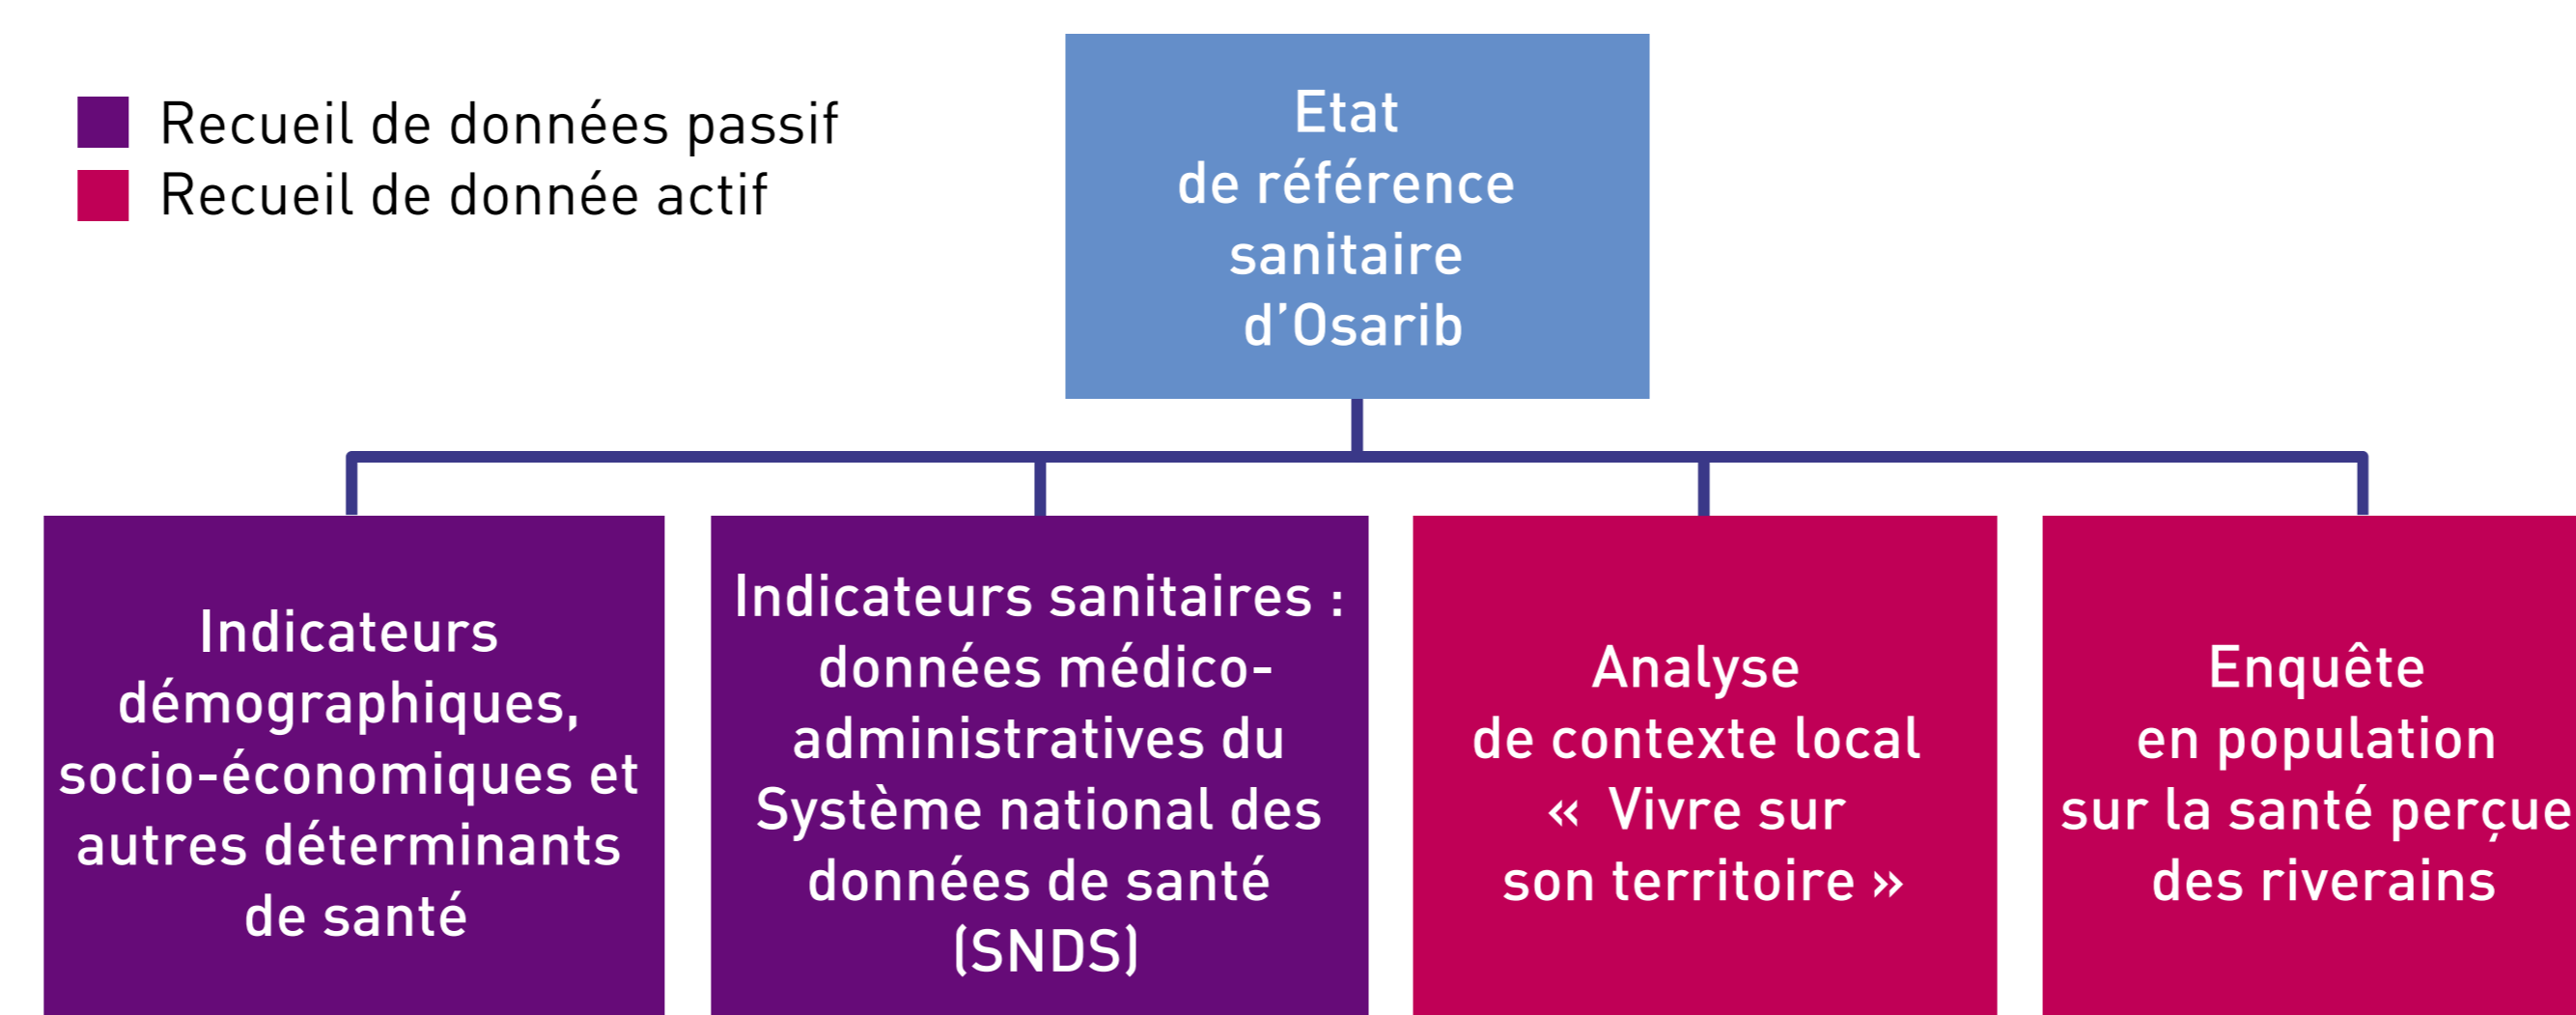 Recueil de données passif
Recueil de donnée actif
Etat
de référence
sanitaire
d’Osarib
Indicateurs
démographiques,
socio-économiques et
autres déterminants
de santé
Indicateurs sanitaires :
données médico-
administratives du
Système national des
données de santé
(SNDS)
Analyse
de contexte local
« Vivre sur
son territoire »
Enquête
en population
sur la santé perçue
des riverains